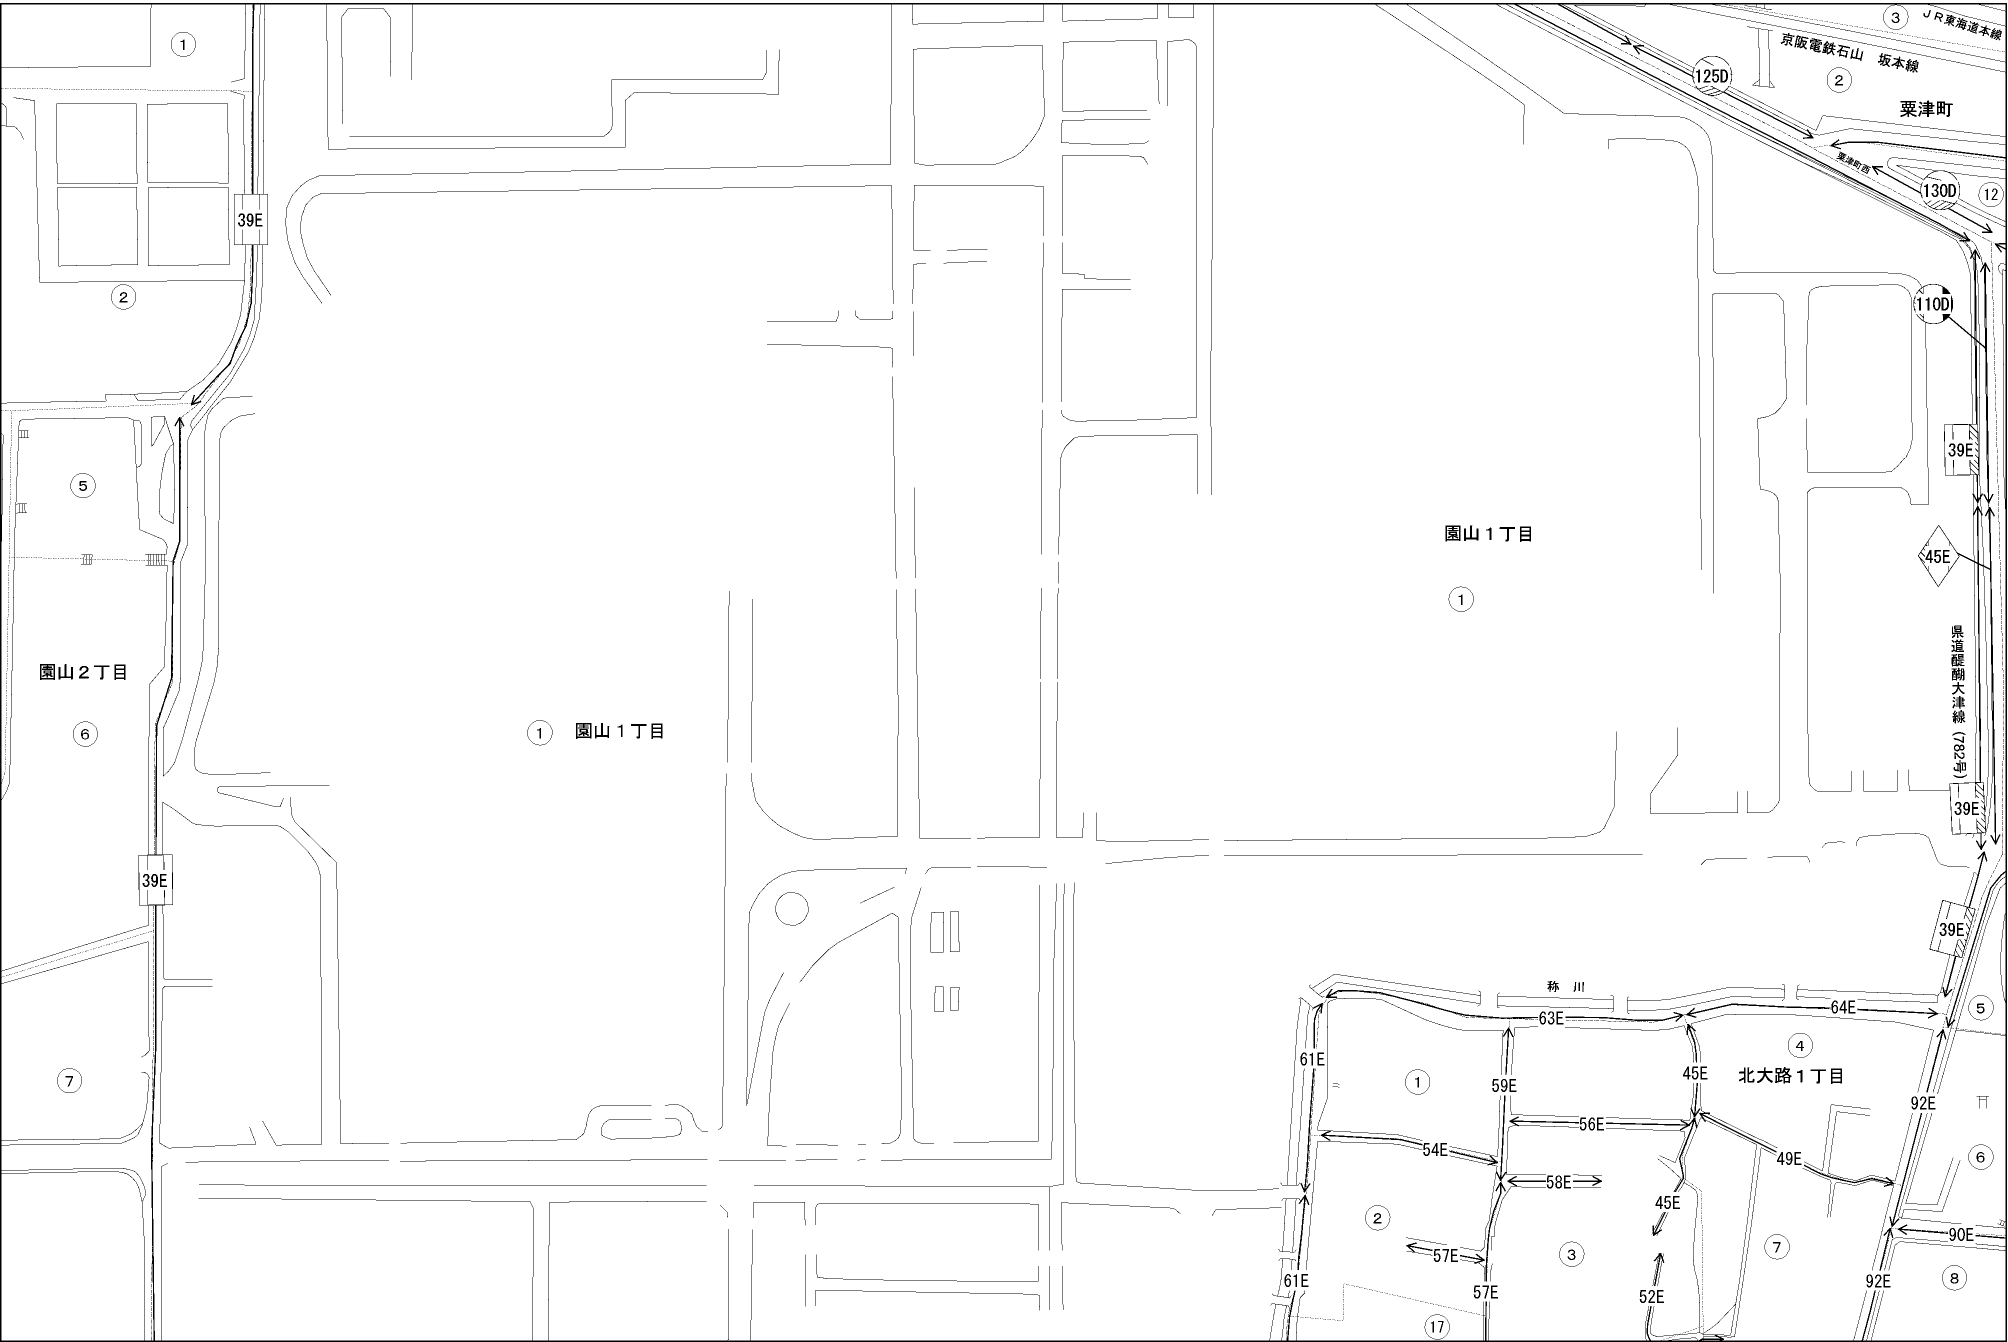 ①
③
ＪＲ東海道本線
京阪電鉄石山　坂本線
②
125D
粟津町
粟津町西
130D
⑫
39E
②
110D
39E
⑤
園山１丁目
①
45E
県道醍醐大津線（782号）
園山２丁目
⑥
①
園山１丁目
39E
39E
39E
称川
⑤
63E
64E
61E
④
北大路１丁目
⑦
①
59E
45E
92E
56E
54E
49E
⑥
58E
45E
②
③
⑦
90E
57E
61E
57E
52E
92E
⑧
⑰